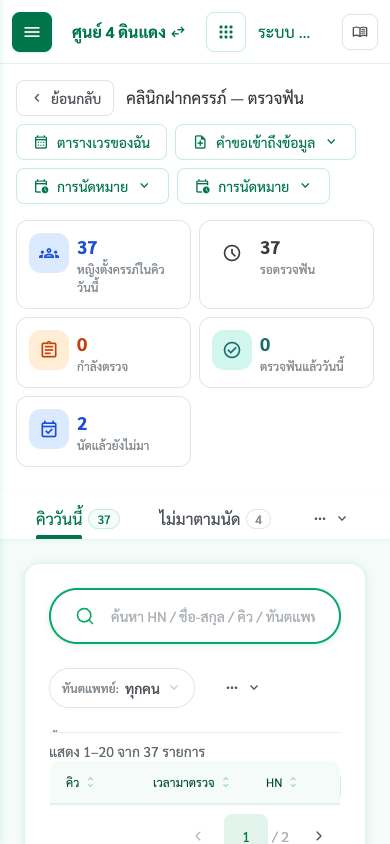 ศูนย์ 4 ดินแดง
ระบบ ...
ย้อนกลับ
คลินิกฝากครรภ์ — ตรวจฟัน
ตารางเวรของฉัน
คำขอเข้าถึงข้อมูล
การนัดหมาย
การนัดหมาย
37
หญิงตั้งครรภ์ในคิว
วันนี้
37
รอตรวจฟัน
0
กำลังตรวจ
0
ตรวจฟันแล้ววันนี้
2
นัดแล้วยังไม่มา
คิววันนี้ 37
ไม่มาตามนัด 4
...
ค้นหา HN / ชื่อ-สกุล / คิว / ทันตแพท
ทันตแพทย์: ทุกคน
...
แสดง 1–20 จาก 37 รายการ
คิว เวลามาตรวจ HN
1 / 2